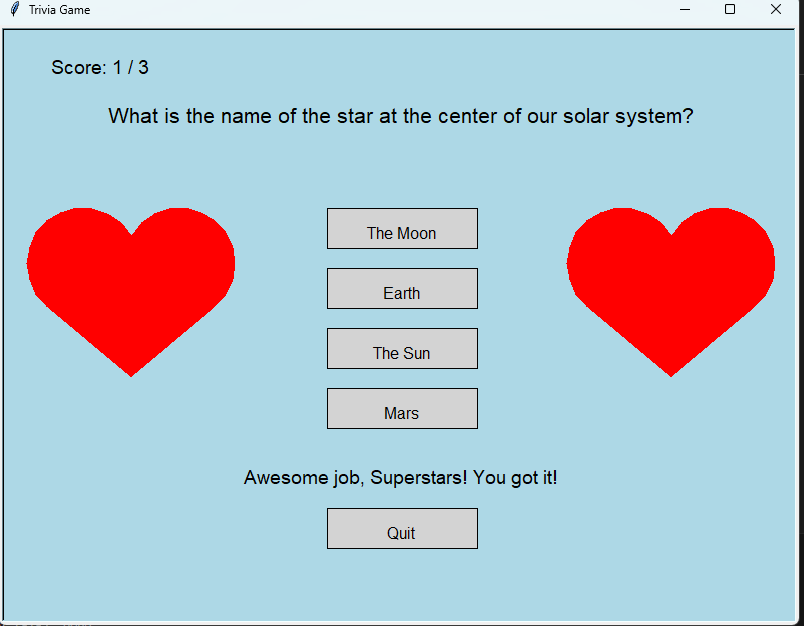 Trivia Game
Score: 1 / 3
What is the name of the star at the center of our solar system?
The Moon
Earth
The Sun
Mars
Awesome job, Superstars! You got it!
Quit